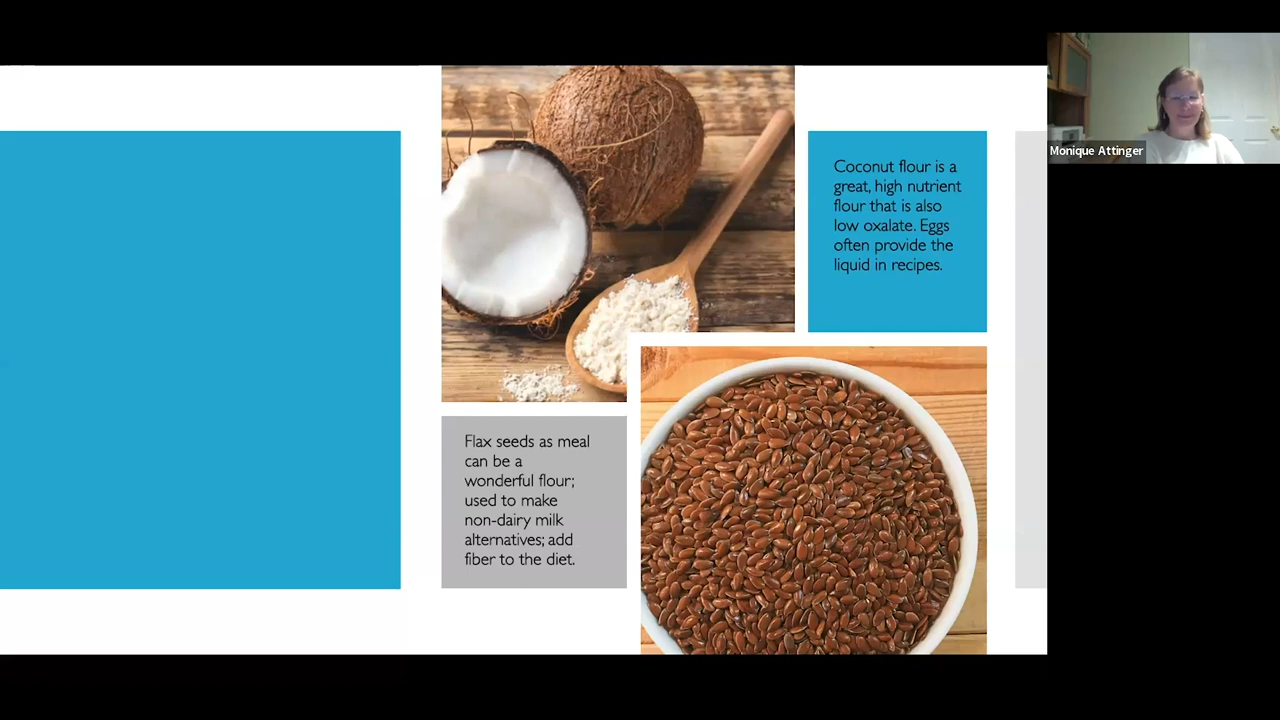 Coconut flour is a
great, high nutrient
flour that is also
low oxalate. Eggs
often provide the
liquid in recipes.
Flax seeds as meal
can be a
wonderful flour;
used to make
non-dairy milk
alternatives; add
fiber to the diet.
Monique Attinger